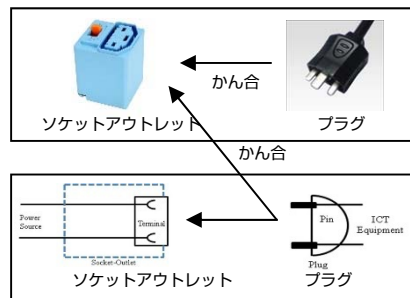 かん合
ソケットアウトレット
プラグ
かん合
Power
Source
Terminal
Pin
ICT
Equipment
Socket-Outlet
Plug
ソケットアウトレット
プラグ